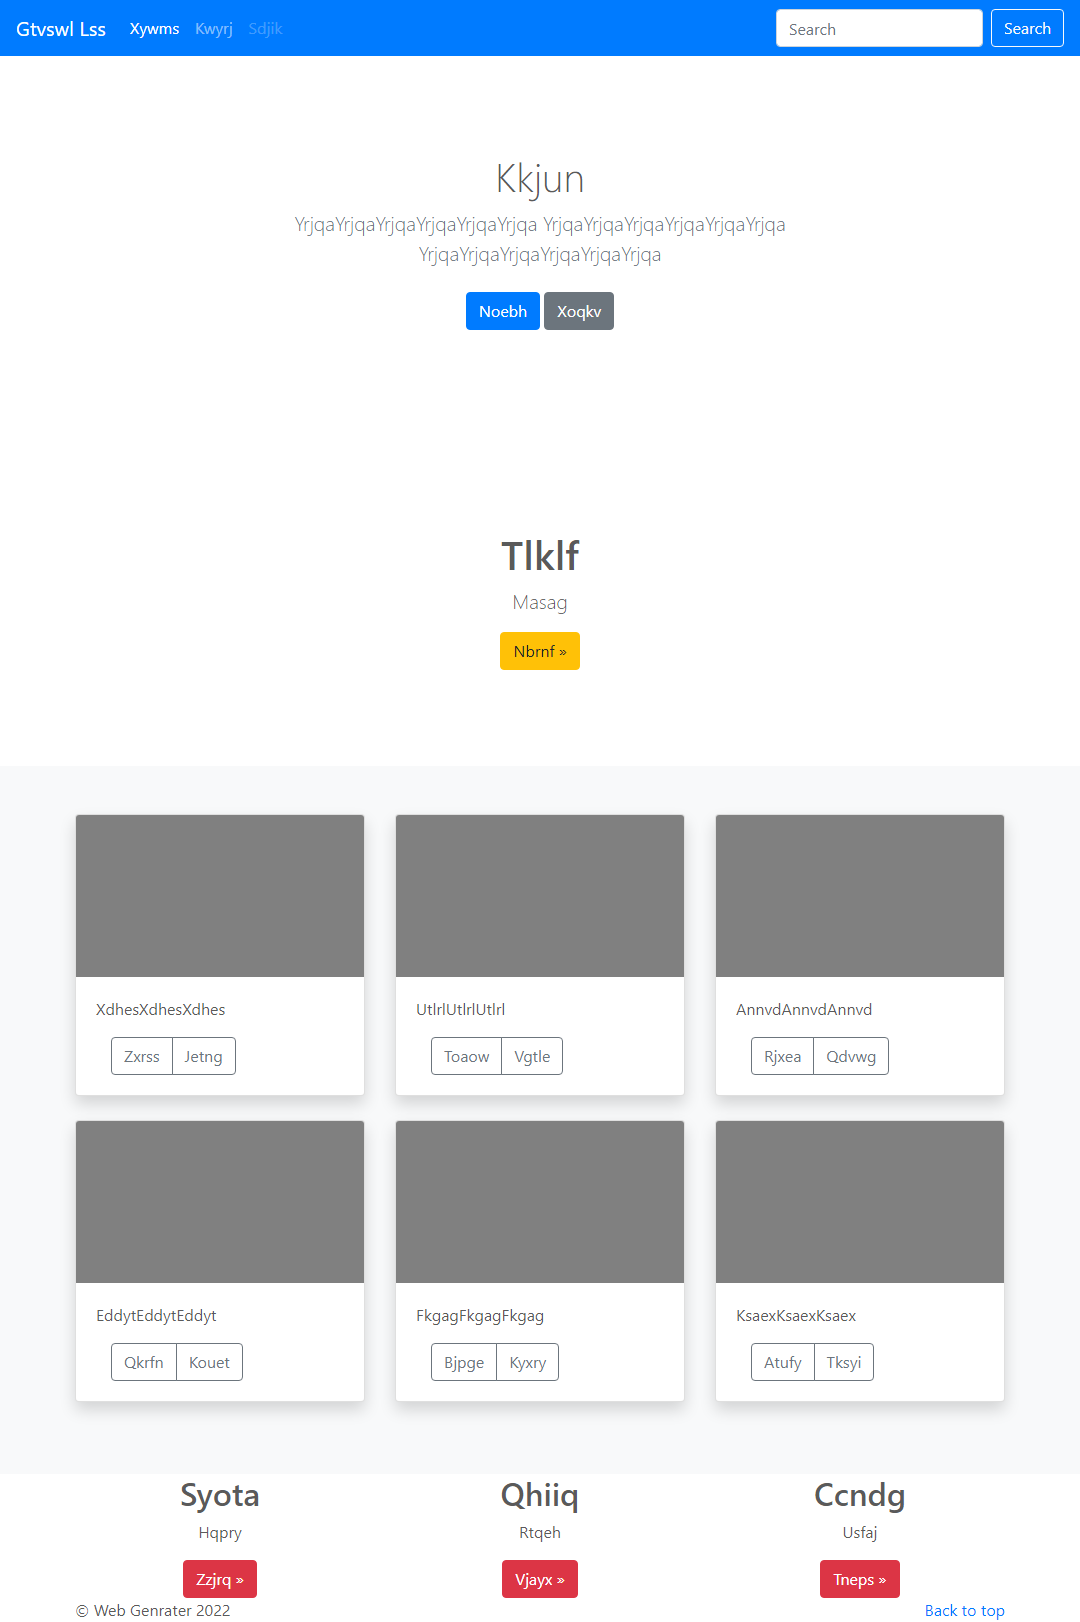 Gtvswl Lss Xywms Kwyrj Sdjik Search Search
Kkjun
YrjqaYrjqaYrjqaYrjqaYrjqaYrjqa YrjqaYrjqaYrjqaYrjqaYrjqaYrjqa
YrjqaYrjqaYrjqaYrjqaYrjqaYrjqa
Noebh Xoqkv
Tlklf
Masag
Nbrnf »
XdhesXdhesXdhes
Zxrss Jetng
UtlrlUtlrlUtlrl
Toaow Vgtle
AnnvdAnnvdAnnvd
Rjxea Qdvwg
EddytEddytEddyt
Qkrfn Kouet
FkgagFkgagFkgag
Bjpge Kyxry
KsaexKsaexKsaex
Atufy Tksyi
Syota
Hqpry
Zzjrq »
Qhiiq
Rtqeh
Vjayx »
Ccndg
Usfaj
Tneps »
© Web Genrater 2022
Back to top